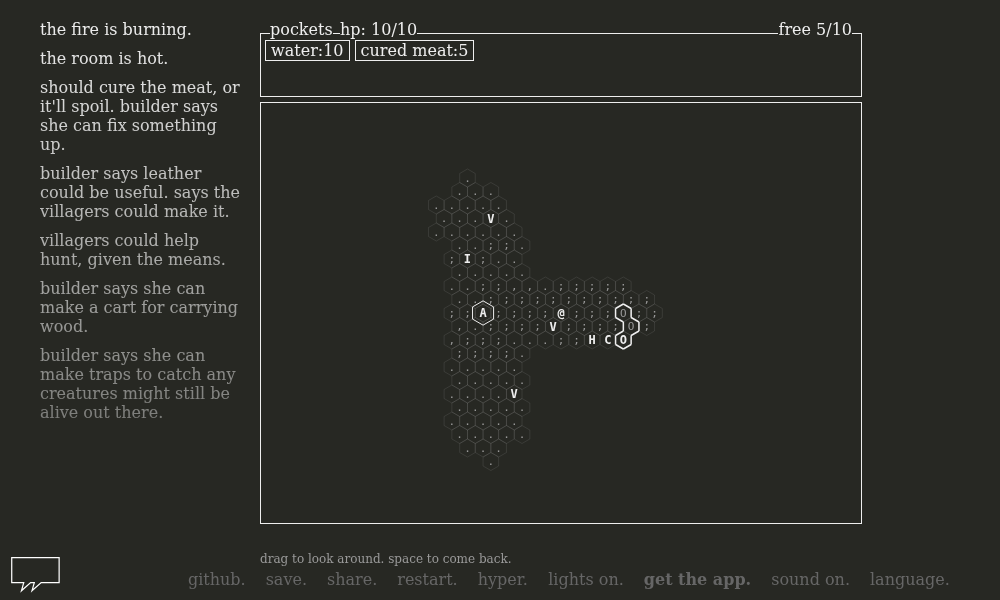 the fire is burning.
the room is hot.
should cure the meat, or
it'll spoil. builder says
she can fix something
up.
builder says leather
could be useful. says the
villagers could make it.
villagers could help
hunt, given the means.
builder says she can
make a cart for carrying
wood.
builder says she can
make traps to catch any
creatures might still be
alive out there.
pockets hp: 10/10 free 5/10
water:10 cured meat:5
V
I
A @ O
V O
H C O
V
drag to look around. space to come back.
github. save. share. restart. hyper. lights on. get the app. sound on. language.